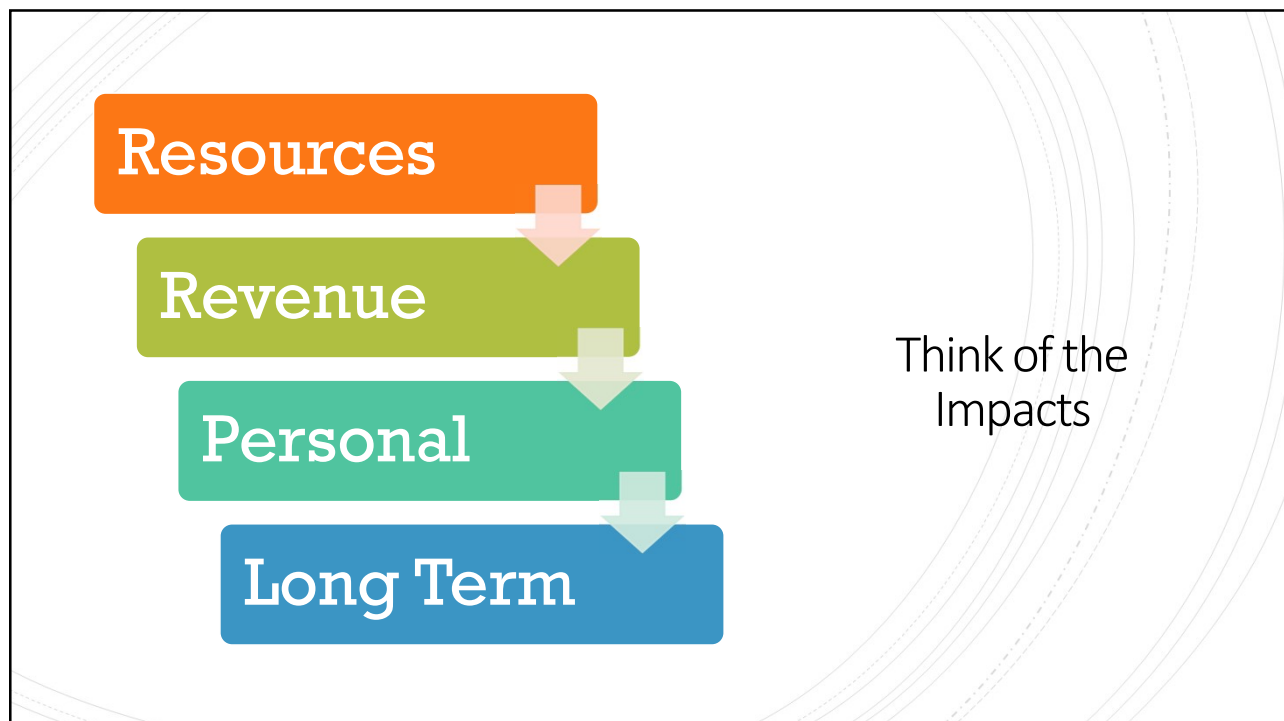 Resources
Revenue
Personal
Long Term
Think of the
Impacts